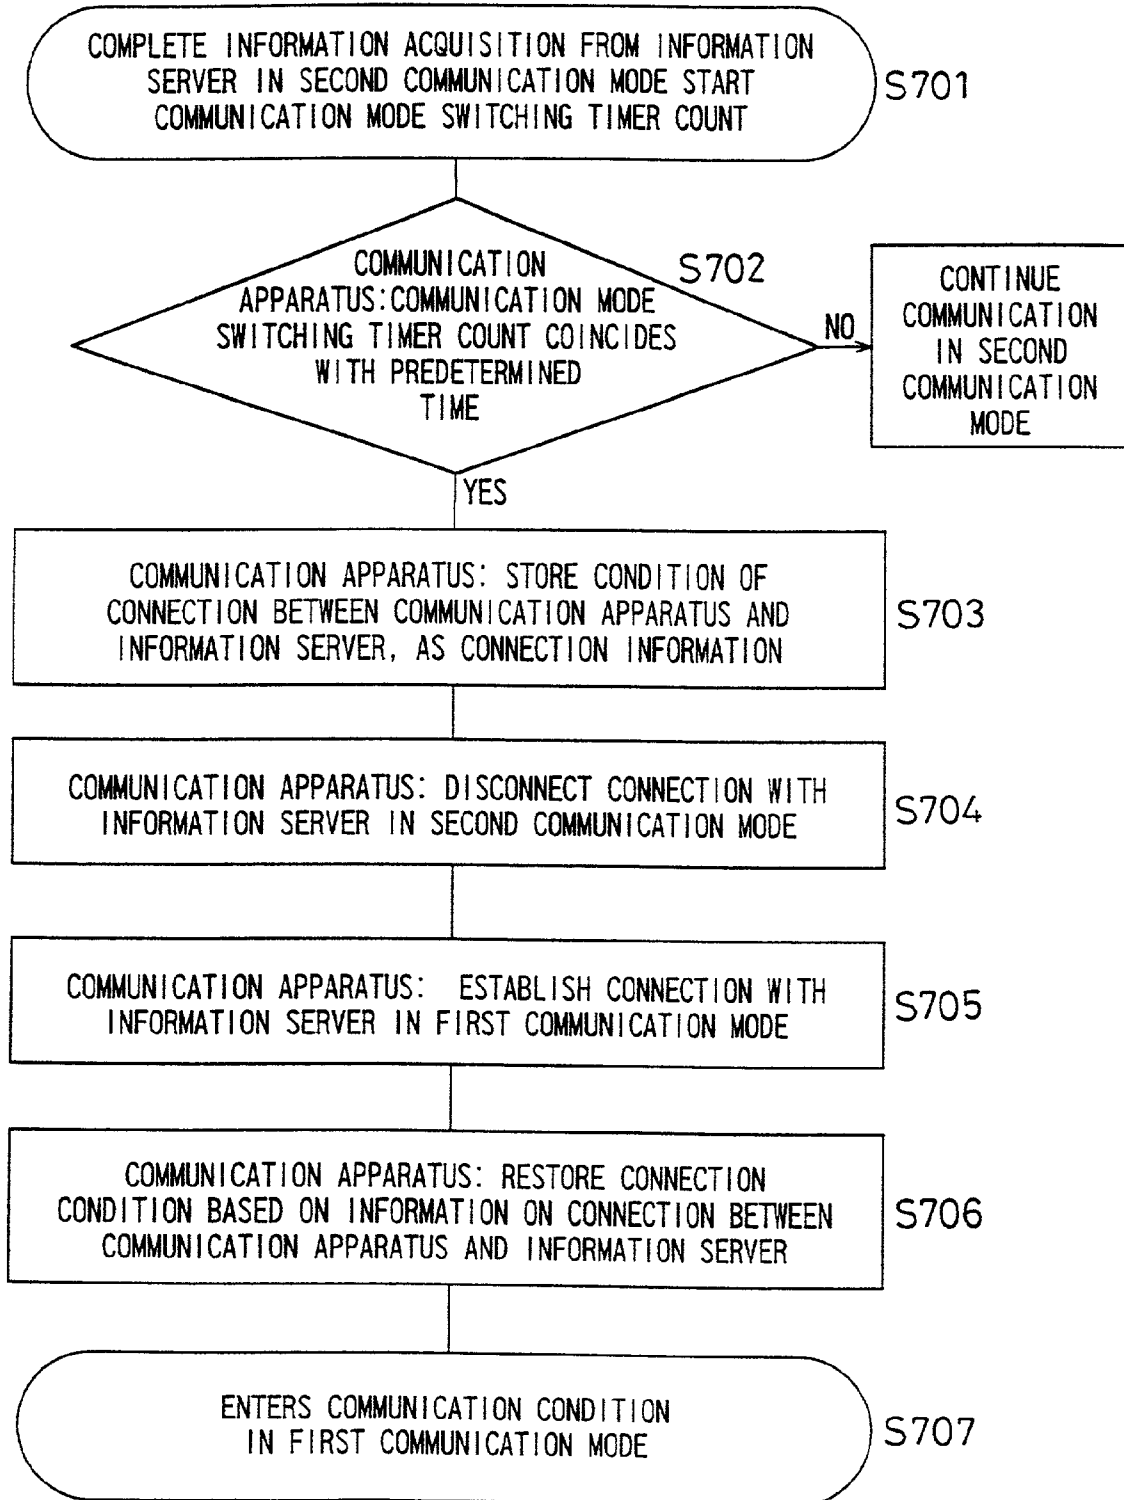 COMPLETE INFORMATION ACQUISITION FROM INFORMATION
SERVER IN SECOND COMMUNICATION MODE START
COMMUNICATION MODE SWITCHING TIMER COUNT
S701
COMMUNICATION
APPARATUS:COMMUNICATION MODE
SWITCHING TIMER COUNT COINCIDES
WITH PREDETERMINED
TIME
S702
NO
CONTINUE
COMMUNICATION
IN SECOND
COMMUNICATION
MODE
YES
COMMUNICATION APPARATUS: STORE CONDITION OF
CONNECTION BETWEEN COMMUNICATION APPARATUS AND
INFORMATION SERVER, AS CONNECTION INFORMATION
S703
COMMUNICATION APPARATUS: DISCONNECT CONNECTION WITH
INFORMATION SERVER IN SECOND COMMUNICATION MODE
S704
COMMUNICATION APPARATUS: ESTABLISH CONNECTION WITH
INFORMATION SERVER IN FIRST COMMUNICATION MODE
S705
COMMUNICATION APPARATUS: RESTORE CONNECTION
CONDITION BASED ON INFORMATION ON CONNECTION BETWEEN
COMMUNICATION APPARATUS AND INFORMATION SERVER
S706
ENTERS COMMUNICATION CONDITION
IN FIRST COMMUNICATION MODE
S707